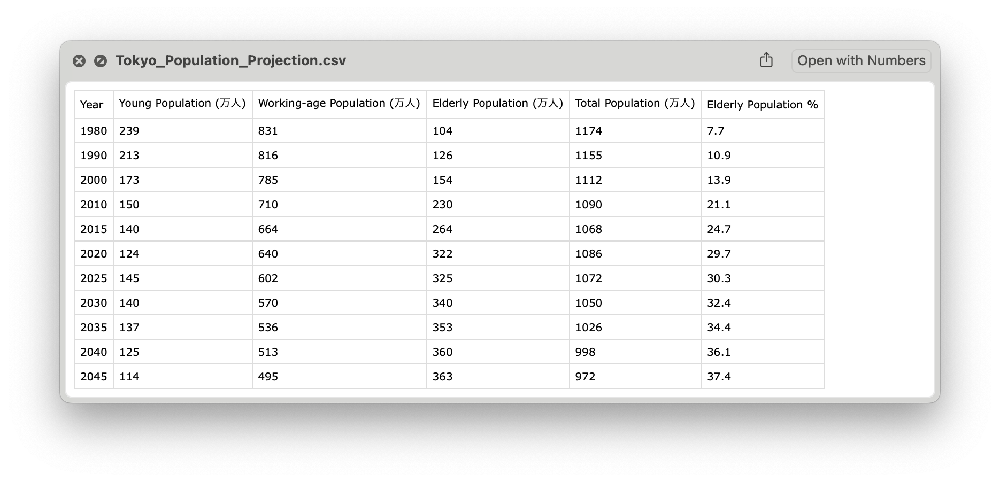 Tokyo_Population_Projection.csv
Open with Numbers
Year Young Population (万人) Working-age Population (万人) Elderly Population (万人) Total Population (万人) Elderly Population %
1980 239 831 104 1174 7.7
1990 213 816 126 1155 10.9
2000 173 785 154 1112 13.9
2010 150 710 230 1090 21.1
2015 140 664 264 1068 24.7
2020 124 640 322 1086 29.7
2025 145 602 325 1072 30.3
2030 140 570 340 1050 32.4
2035 137 536 353 1026 34.4
2040 125 513 360 998 36.1
2045 114 495 363 972 37.4